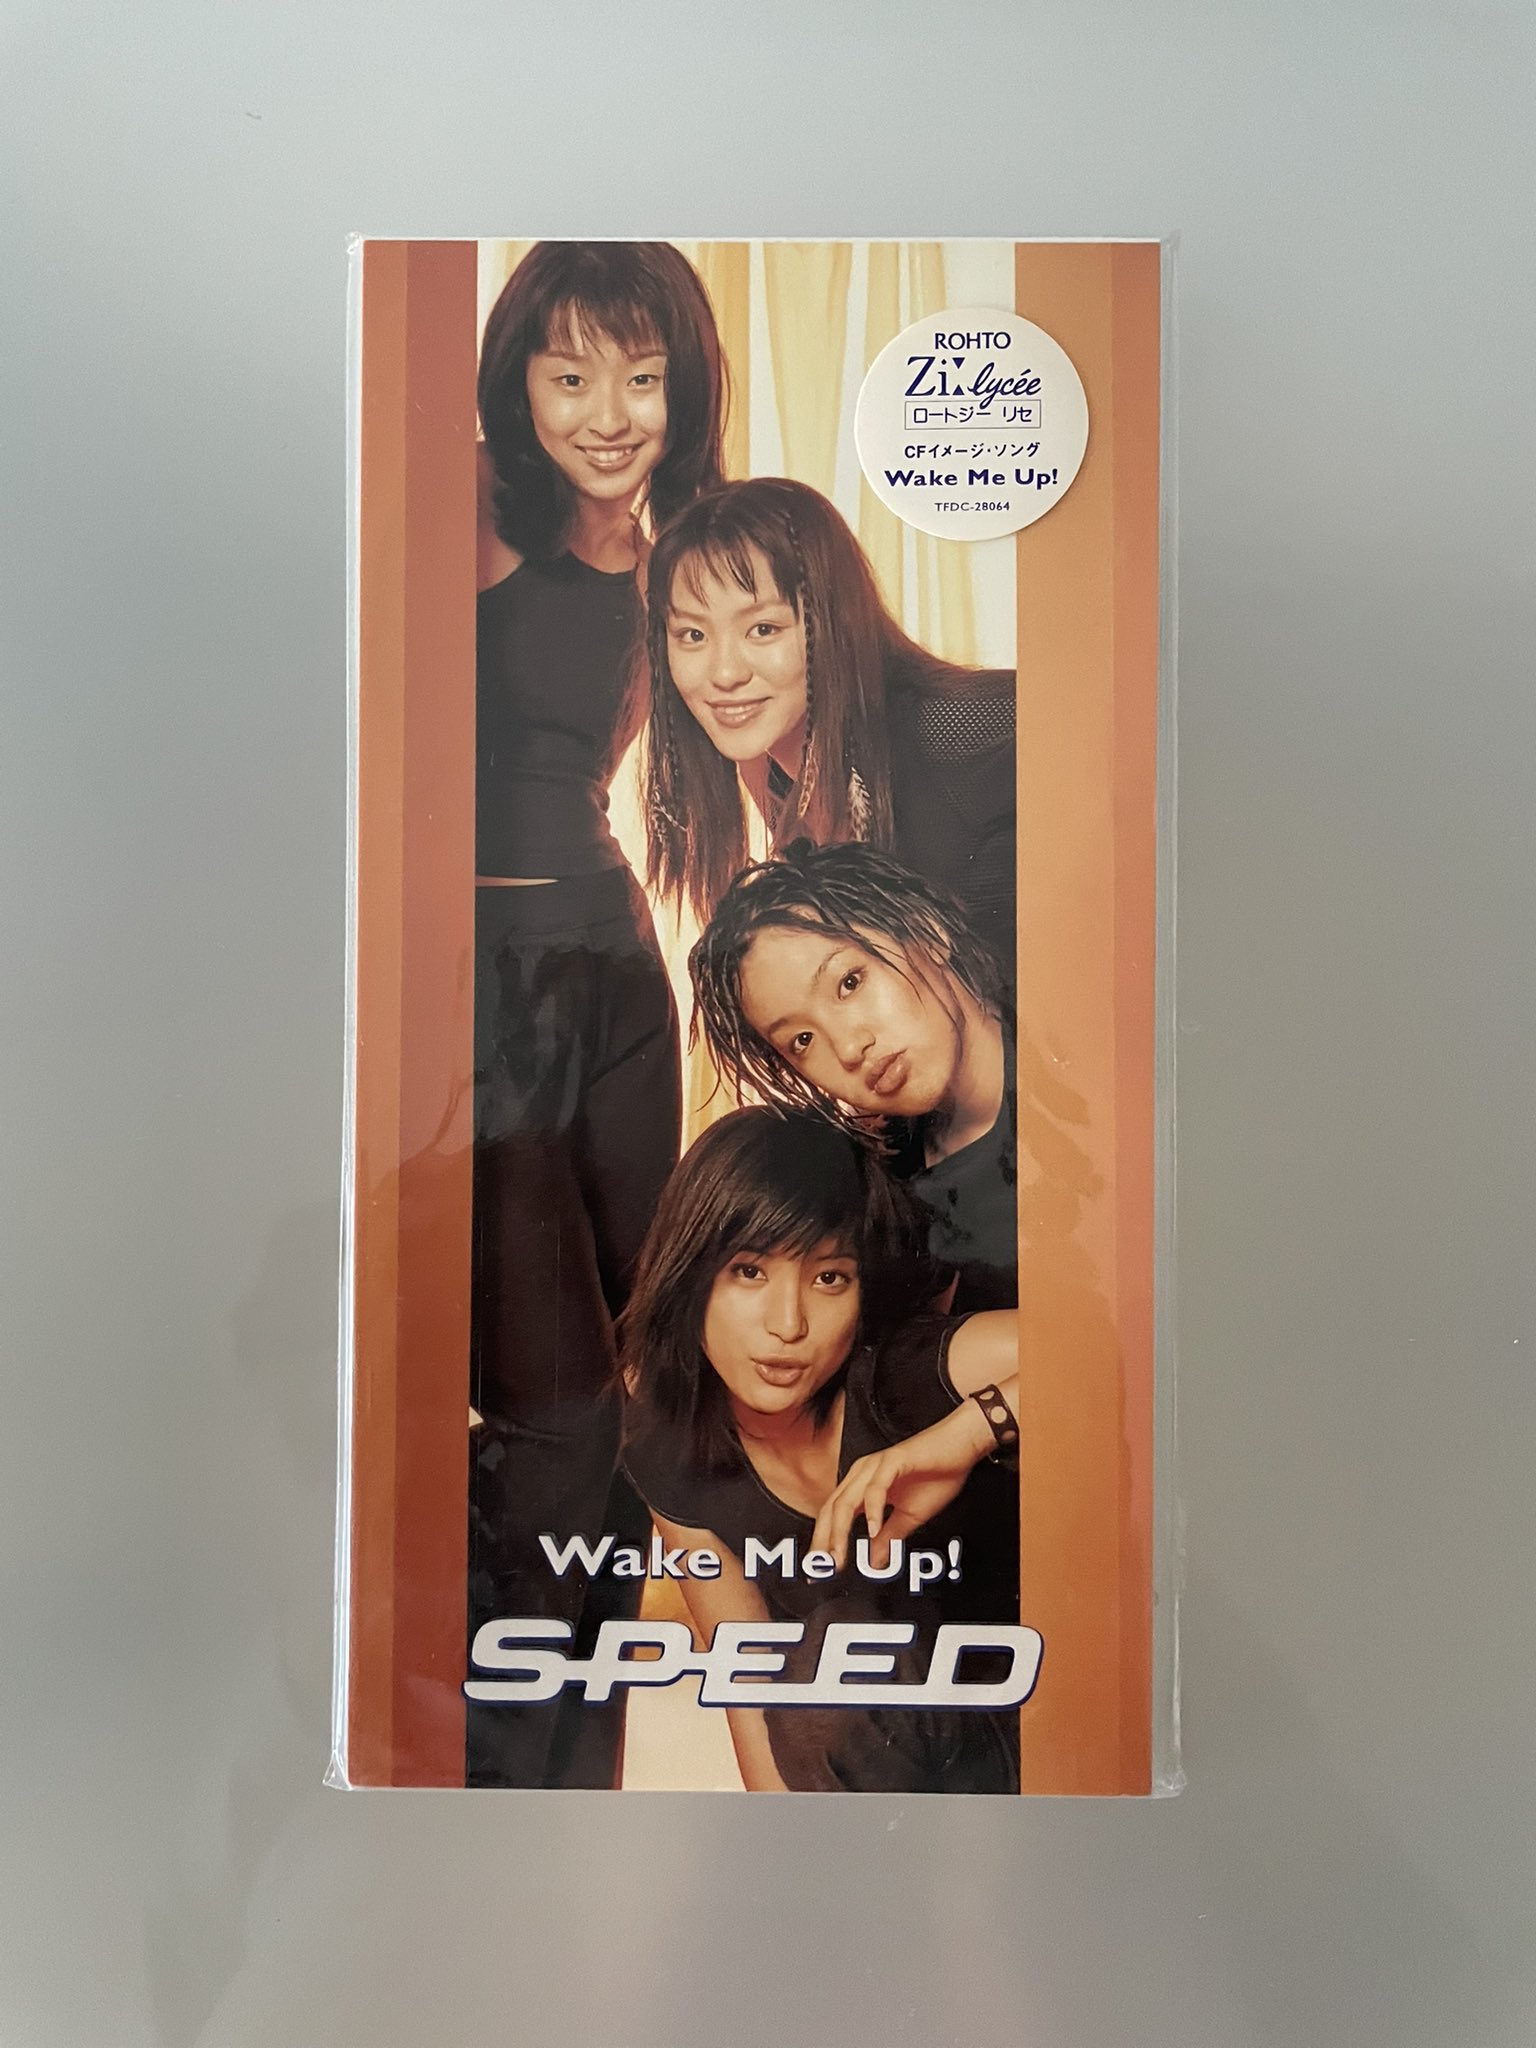 ROHTO
Zi: lycée
ロートジー リセ
CFイメージ・ソング
Wake Me Up!
TFDC-28064
Wake Me Up!
SPEED